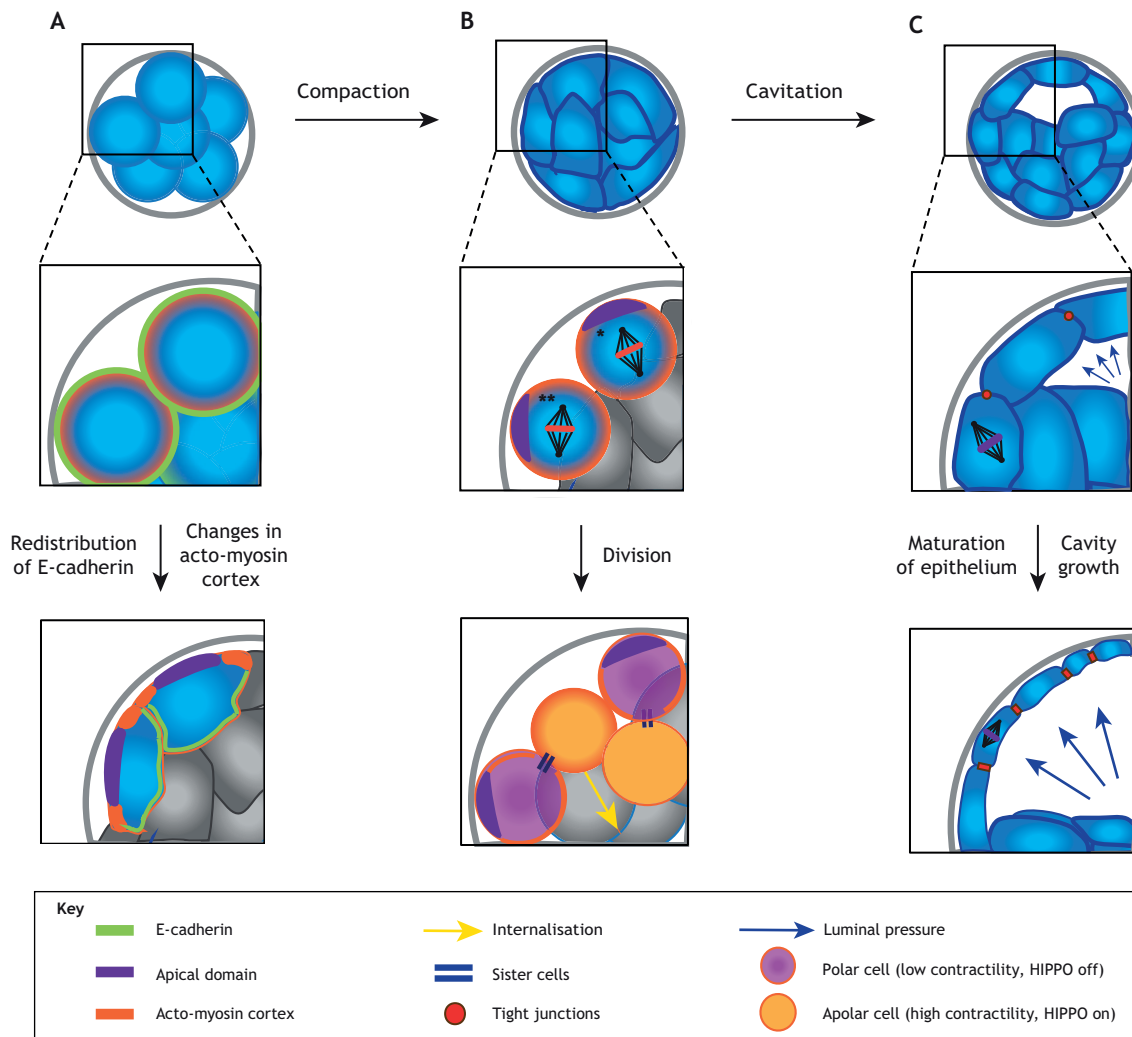 A
B
C
Compaction
Cavitation
*
**
Redistribution
of E-cadherin
Changes in
acto-myosin
cortex
Division
Maturation
of epithelium
Cavity
growth
Key
E-cadherin
Internalisation
Luminal pressure
Apical domain
Sister cells
Polar cell (low contractility, HIPPO off)
Acto-myosin cortex
Tight junctions
Apolar cell (high contractility, HIPPO on)